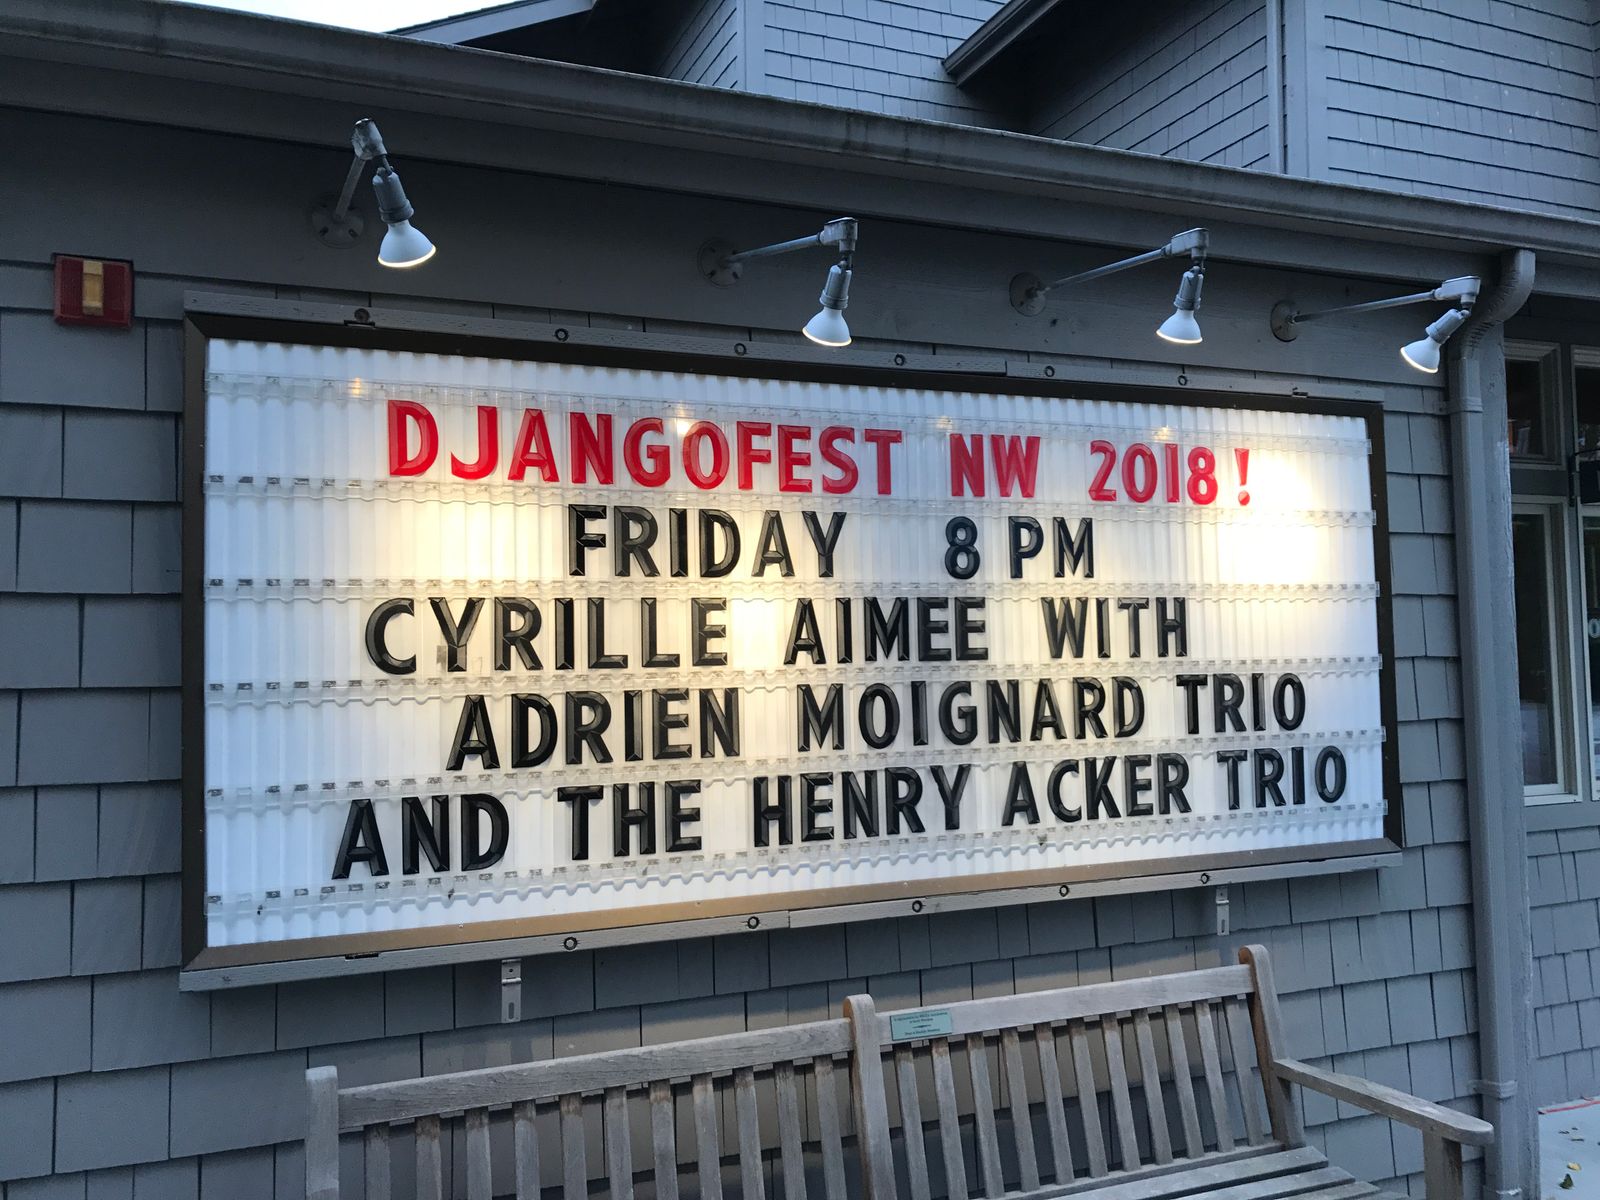 DJANGOFEST NW 2018!
FRIDAY 8 PM
CYRILLE AIMEE WITH
ADRIEN MOIGNARD TRIO
AND THE HENRY ACKER TRIO